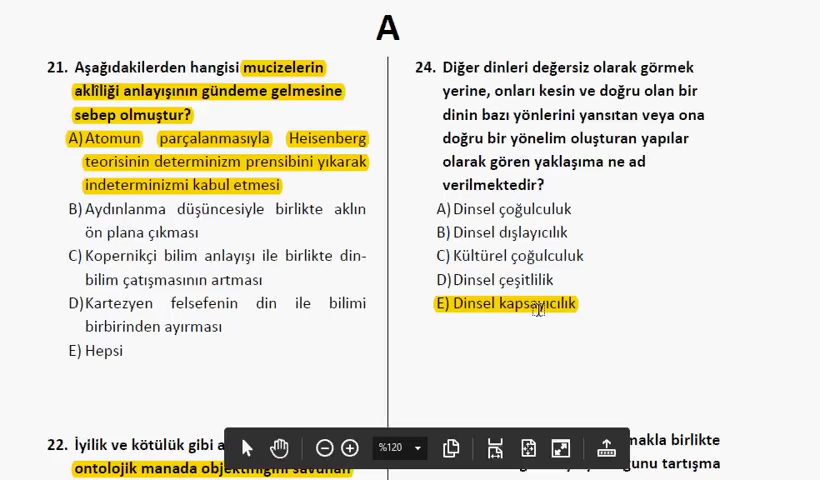 A
21. Aşağıdakilerden hangisi mucizelerin
aklîliği anlayışının gündeme gelmesine
sebep olmuştur?
A) Atomun parçalanmasıyla Heisenberg
teorisinin determinizm prensibini yıkarak
indeterminizmi kabul etmesi
B) Aydınlanma düşüncesiyle birlikte aklın
ön plana çıkması
C) Kopernikçi bilim anlayışı ile birlikte din-
bilim çatışmasının artması
D) Kartezyen felsefenin din ile bilimi
birbirinden ayırması
E) Hepsi
22. İyilik ve kötülük gibi
ontolojik manada objektifliğini savunan
24. Diğer dinleri değersiz olarak görmek
yerine, onları kesin ve doğru olan bir
dinin bazı yönlerini yansıtan veya ona
doğru bir yönelim oluşturan yapılar
olarak gören yaklaşıma ne ad
verilmektedir?
A) Dinsel çoğulculuk
B) Dinsel dışlayıcılık
C) Kültürel çoğulculuk
D) Dinsel çeşitlilik
E) Dinsel kapsayıcılık
makla birlikte
tartışma
%120